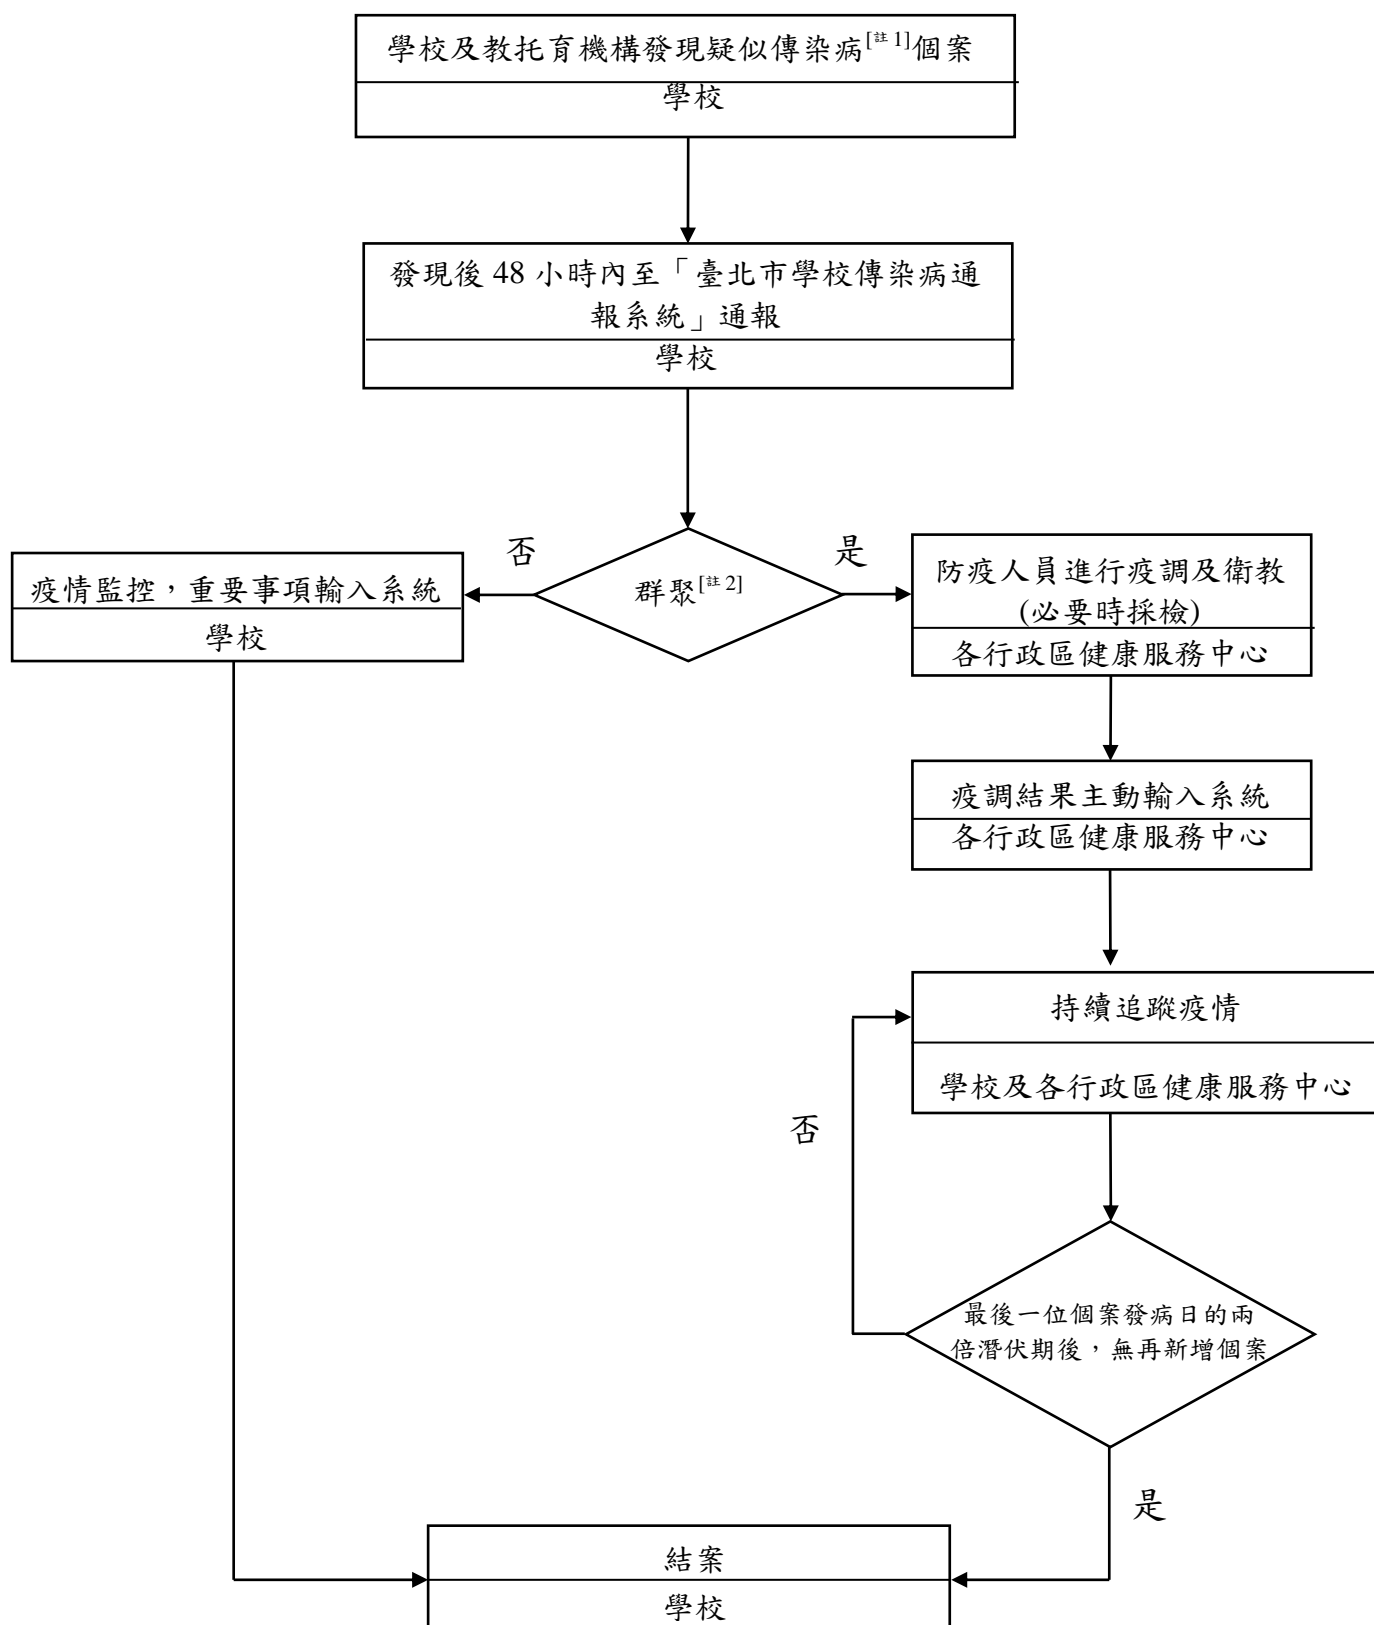 學校及教托育機構發現疑似傳染病[註 1]個案
學校
發現後 48 小時內至「臺北市學校傳染病通
報系統」通報
學校
否
是
群聚[註 2]
疫情監控，重要事項輸入系統
學校
防疫人員進行疫調及衛教
(必要時採檢)
各行政區健康服務中心
疫調結果主動輸入系統
各行政區健康服務中心
持續追蹤疫情
學校及各行政區健康服務中心
否
最後一位個案發病日的兩
倍潛伏期後，無再新增個案
是
結案
學校